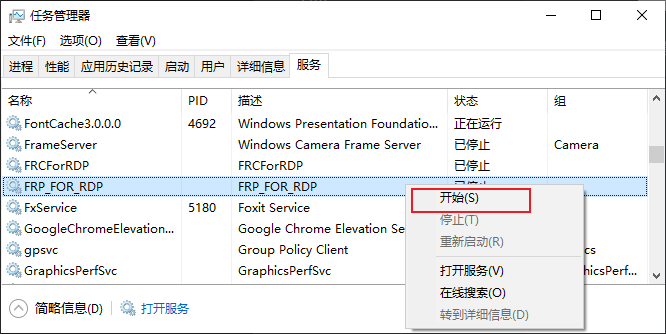 任务管理器
文件(F) 选项(O) 查看(V)
进程 性能 应用历史记录 启动 用户 详细信息 服务
名称 PID 描述 状态 组
FontCache3.0.0.0 4692 Windows Presentation Foundatio... 正在运行
FrameServer Windows Camera Frame Server 已停止 Camera
FRCForRDP FRCForRDP 已停止
FRP_FOR_RDP FRP_FOR_RDP 已停止
FxService 5180 Foxit Service
GoogleChromeElevation... Google Chrome Elevation Se
gpsvc Group Policy Client
GraphicsPerfSvc GraphicsPerfSvc
开始(S)
停止(T)
重新启动(R)
打开服务(V)
在线搜索(O)
转到详细信息(D)
简略信息(D) 打开服务